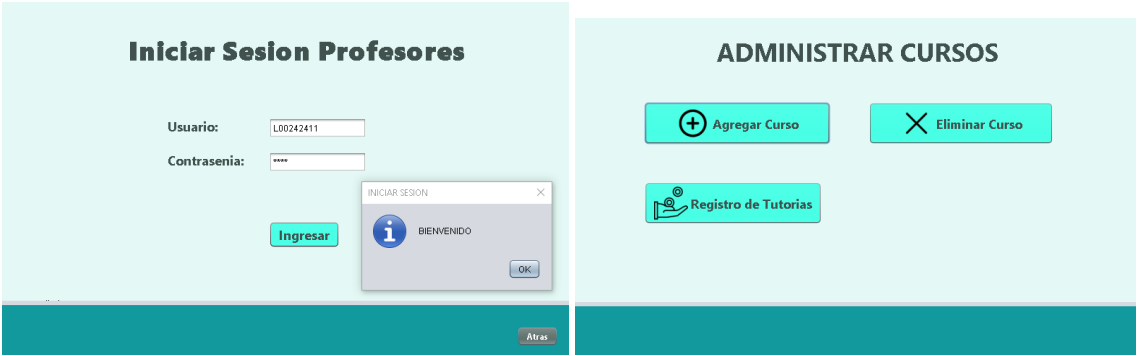 Iniciar Sesion Profesores
Usuario: L00242411
Contrasenia: ****
INICIAR SESION
BIENVENIDO
OK
Ingresar
Atras
ADMINISTRAR CURSOS
Agregar Curso
Eliminar Curso
Registro de Tutorias